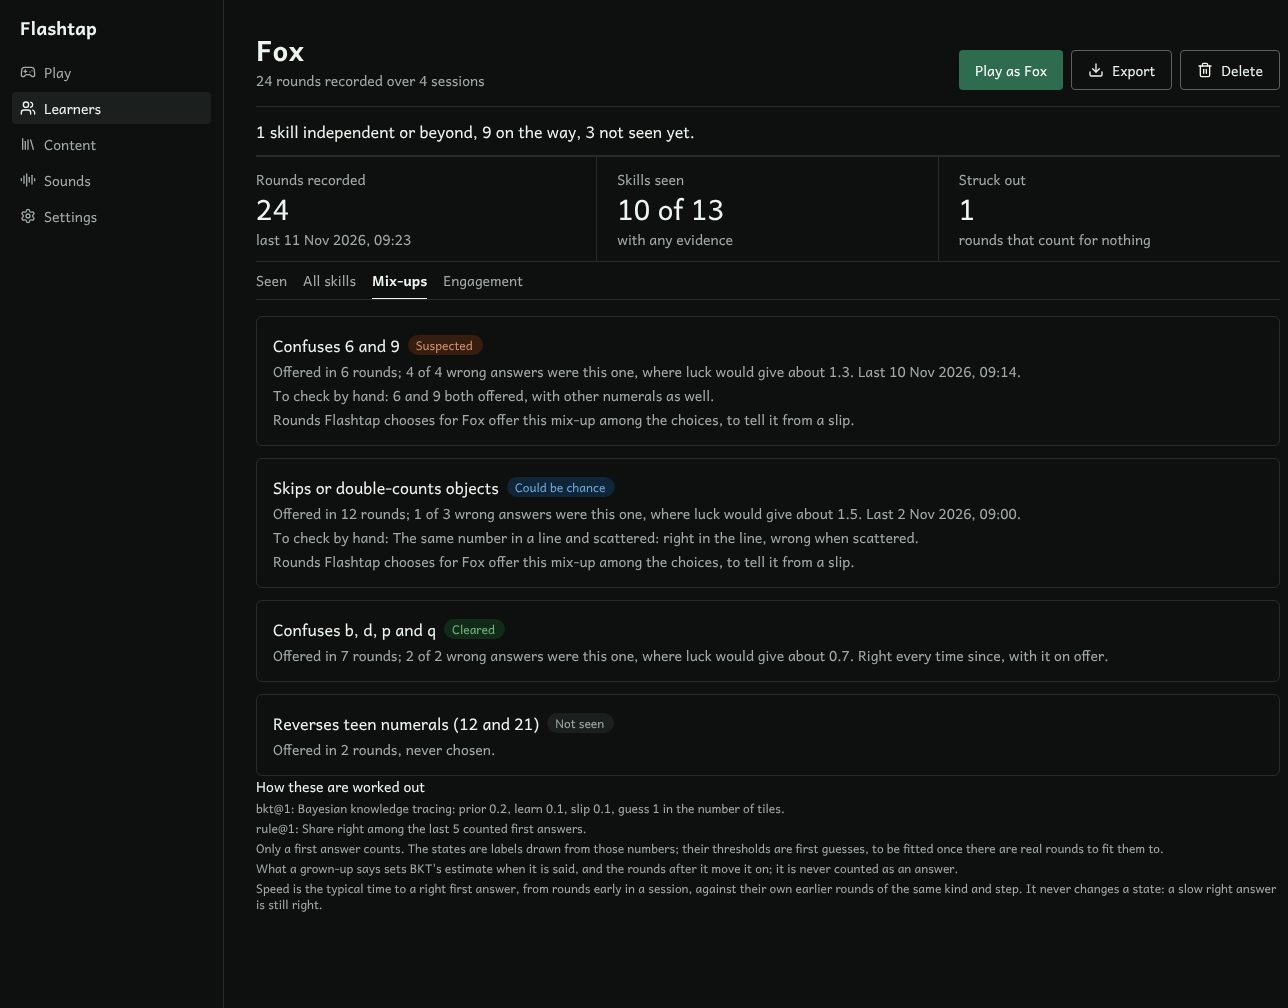 Flashtap
Play
Learners
Content
Sounds
Settings
Fox
24 rounds recorded over 4 sessions
Play as Fox
Export
Delete
1 skill independent or beyond, 9 on the way, 3 not seen yet.
Rounds recorded
24
last 11 Nov 2026, 09:23
Skills seen
10 of 13
with any evidence
Struck out
1
rounds that count for nothing
Seen
All skills
Mix-ups
Engagement
Confuses 6 and 9
Suspected
Offered in 6 rounds; 4 of 4 wrong answers were this one, where luck would give about 1.3. Last 10 Nov 2026, 09:14.
To check by hand: 6 and 9 both offered, with other numerals as well.
Rounds Flashtap chooses for Fox offer this mix-up among the choices, to tell it from a slip.
Skips or double-counts objects
Could be chance
Offered in 12 rounds; 1 of 3 wrong answers were this one, where luck would give about 1.5. Last 2 Nov 2026, 09:00.
To check by hand: The same number in a line and scattered: right in the line, wrong when scattered.
Rounds Flashtap chooses for Fox offer this mix-up among the choices, to tell it from a slip.
Confuses b, d, p and q
Cleared
Offered in 7 rounds; 2 of 2 wrong answers were this one, where luck would give about 0.7. Right every time since, with it on offer.
Reverses teen numerals (12 and 21)
Not seen
Offered in 2 rounds, never chosen.
How these are worked out
bkt@1: Bayesian knowledge tracing: prior 0.2, learn 0.1, slip 0.1, guess 1 in the number of tiles.
rule@1: Share right among the last 5 counted first answers.
Only a first answer counts. The states are labels drawn from those numbers; their thresholds are first guesses, to be fitted once there are real rounds to fit them to.
What a grown-up says sets BKT's estimate when it is said, and the rounds after it move it on; it is never counted as an answer.
Speed is the typical time to a right first answer, from rounds early in a session, against their own earlier rounds of the same kind and step. It never changes a state: a slow right answer
is still right.